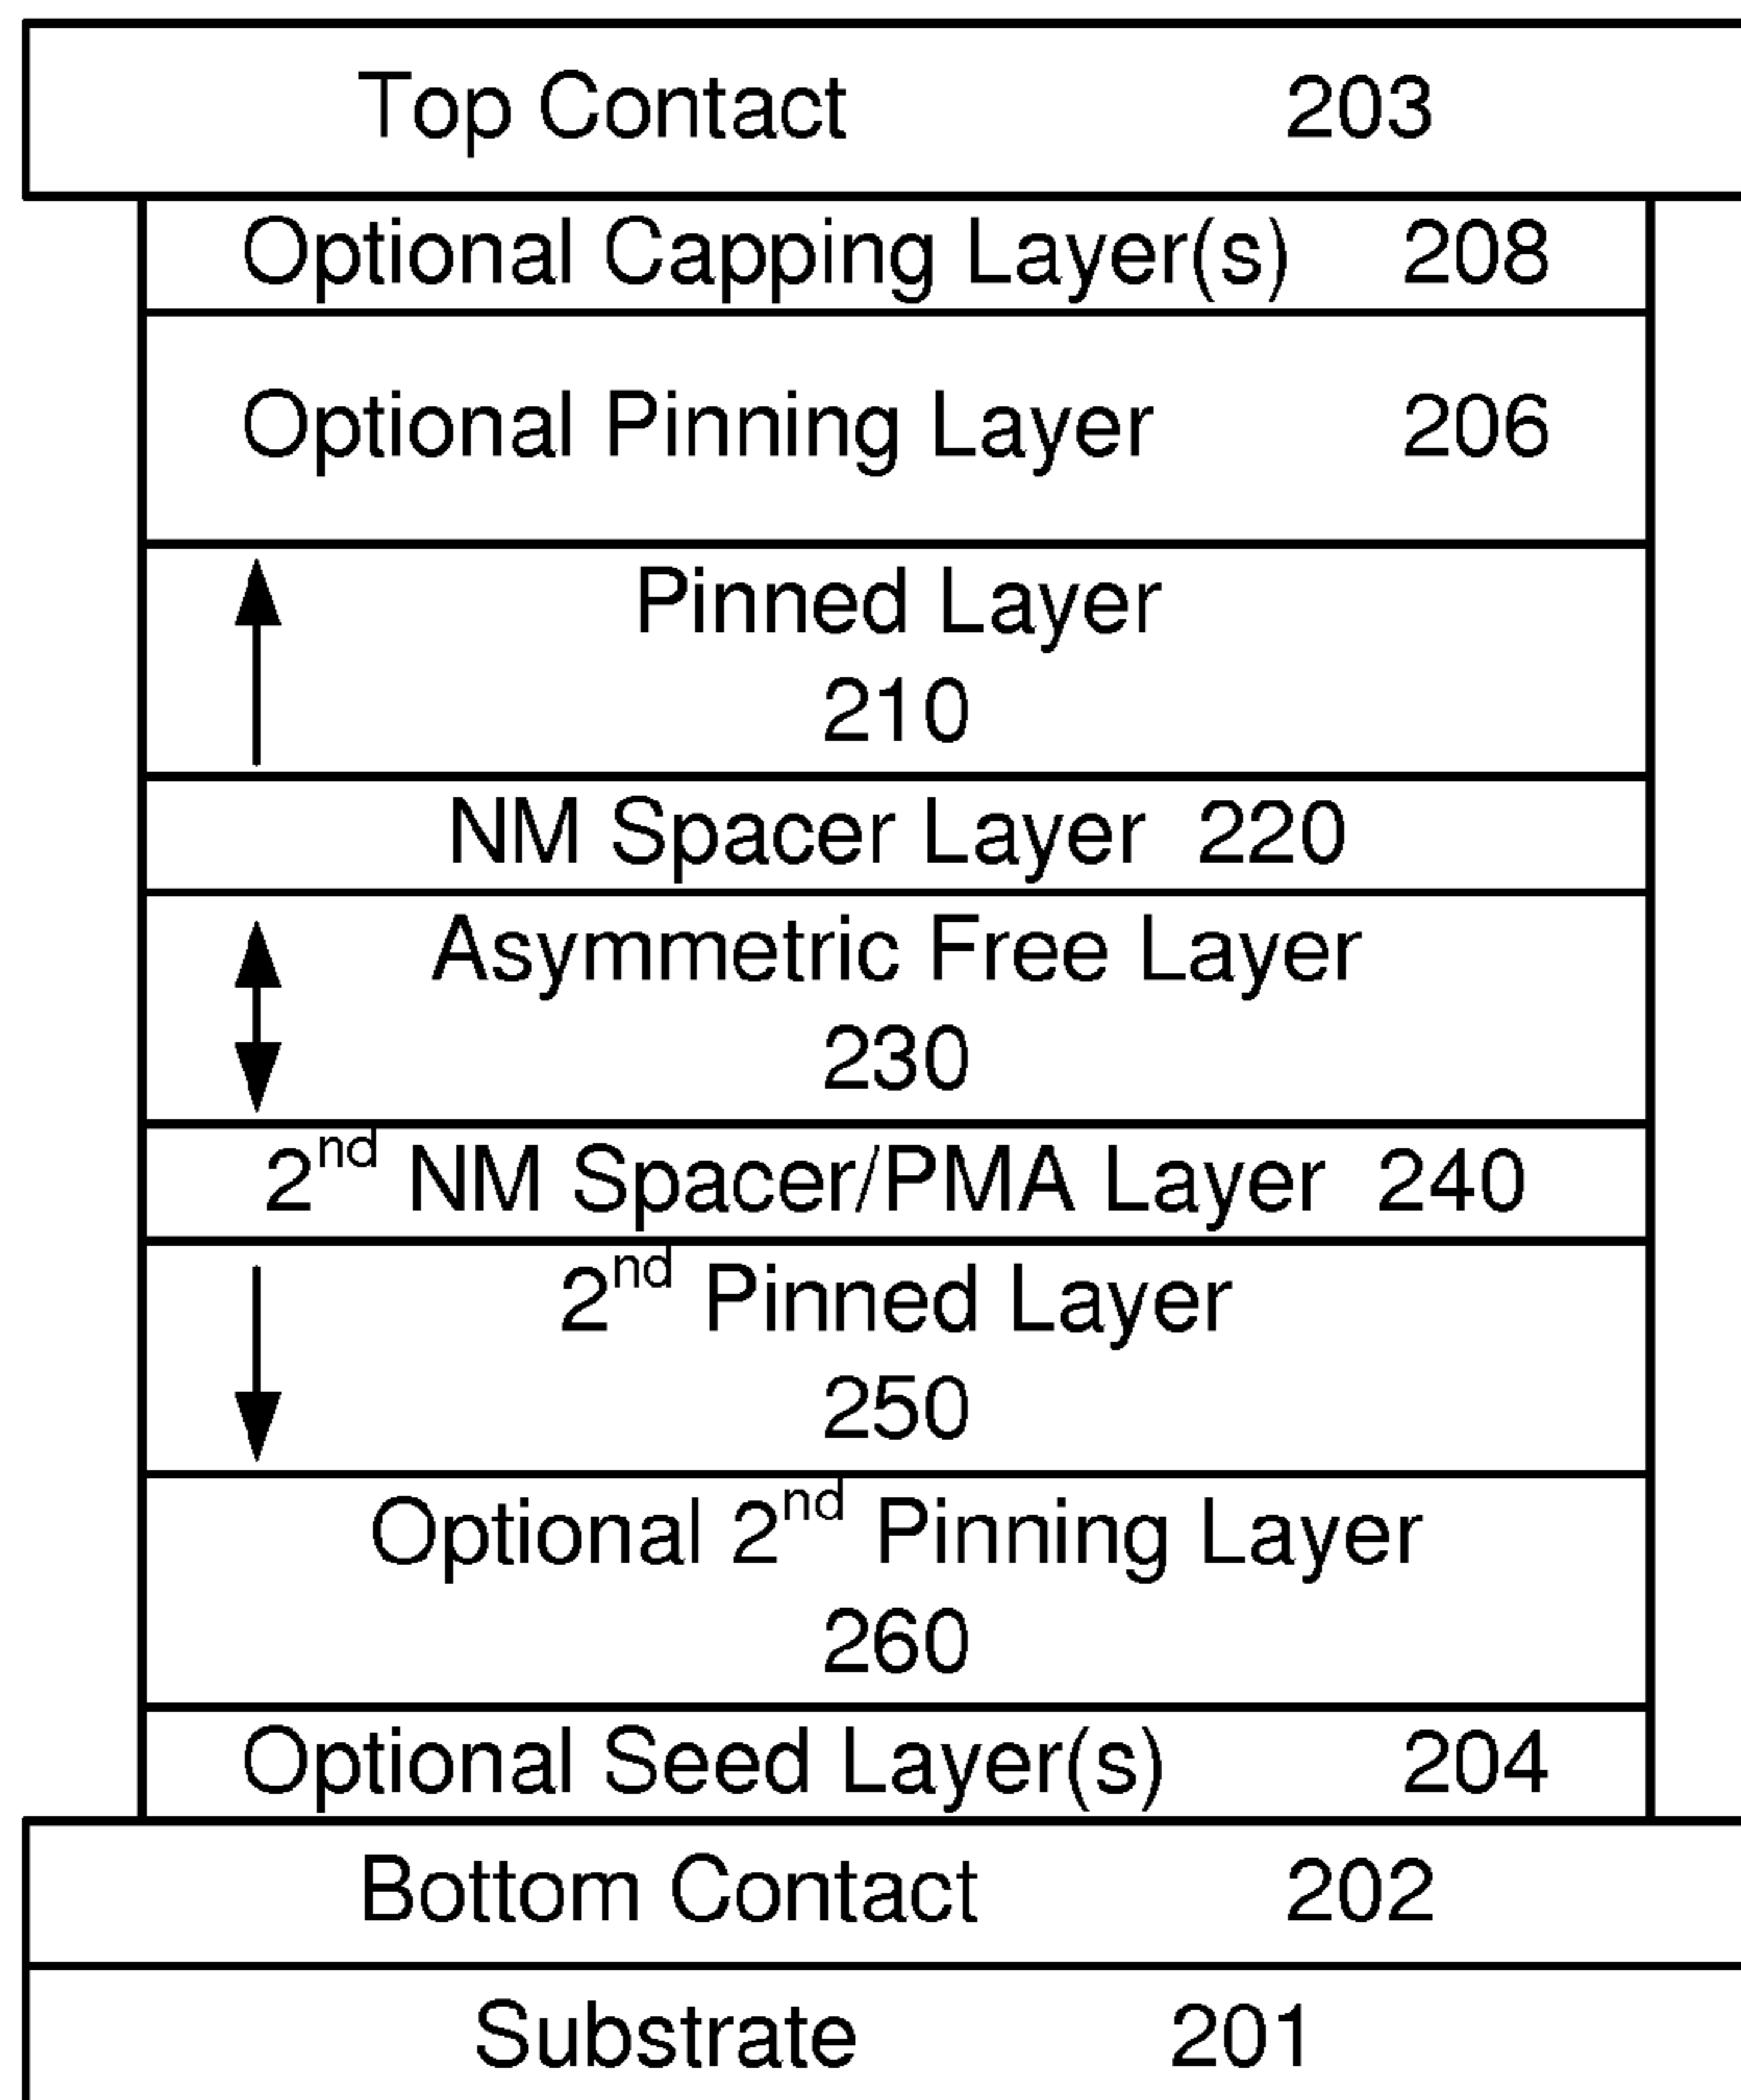 Top Contact 203
Optional Capping Layer(s) 208
Optional Pinning Layer 206
Pinned Layer
210
NM Spacer Layer 220
Asymmetric Free Layer
230
2nd NM Spacer/PMA Layer 240
2nd Pinned Layer
250
Optional 2nd Pinning Layer
260
Optional Seed Layer(s) 204
Bottom Contact 202
Substrate 201